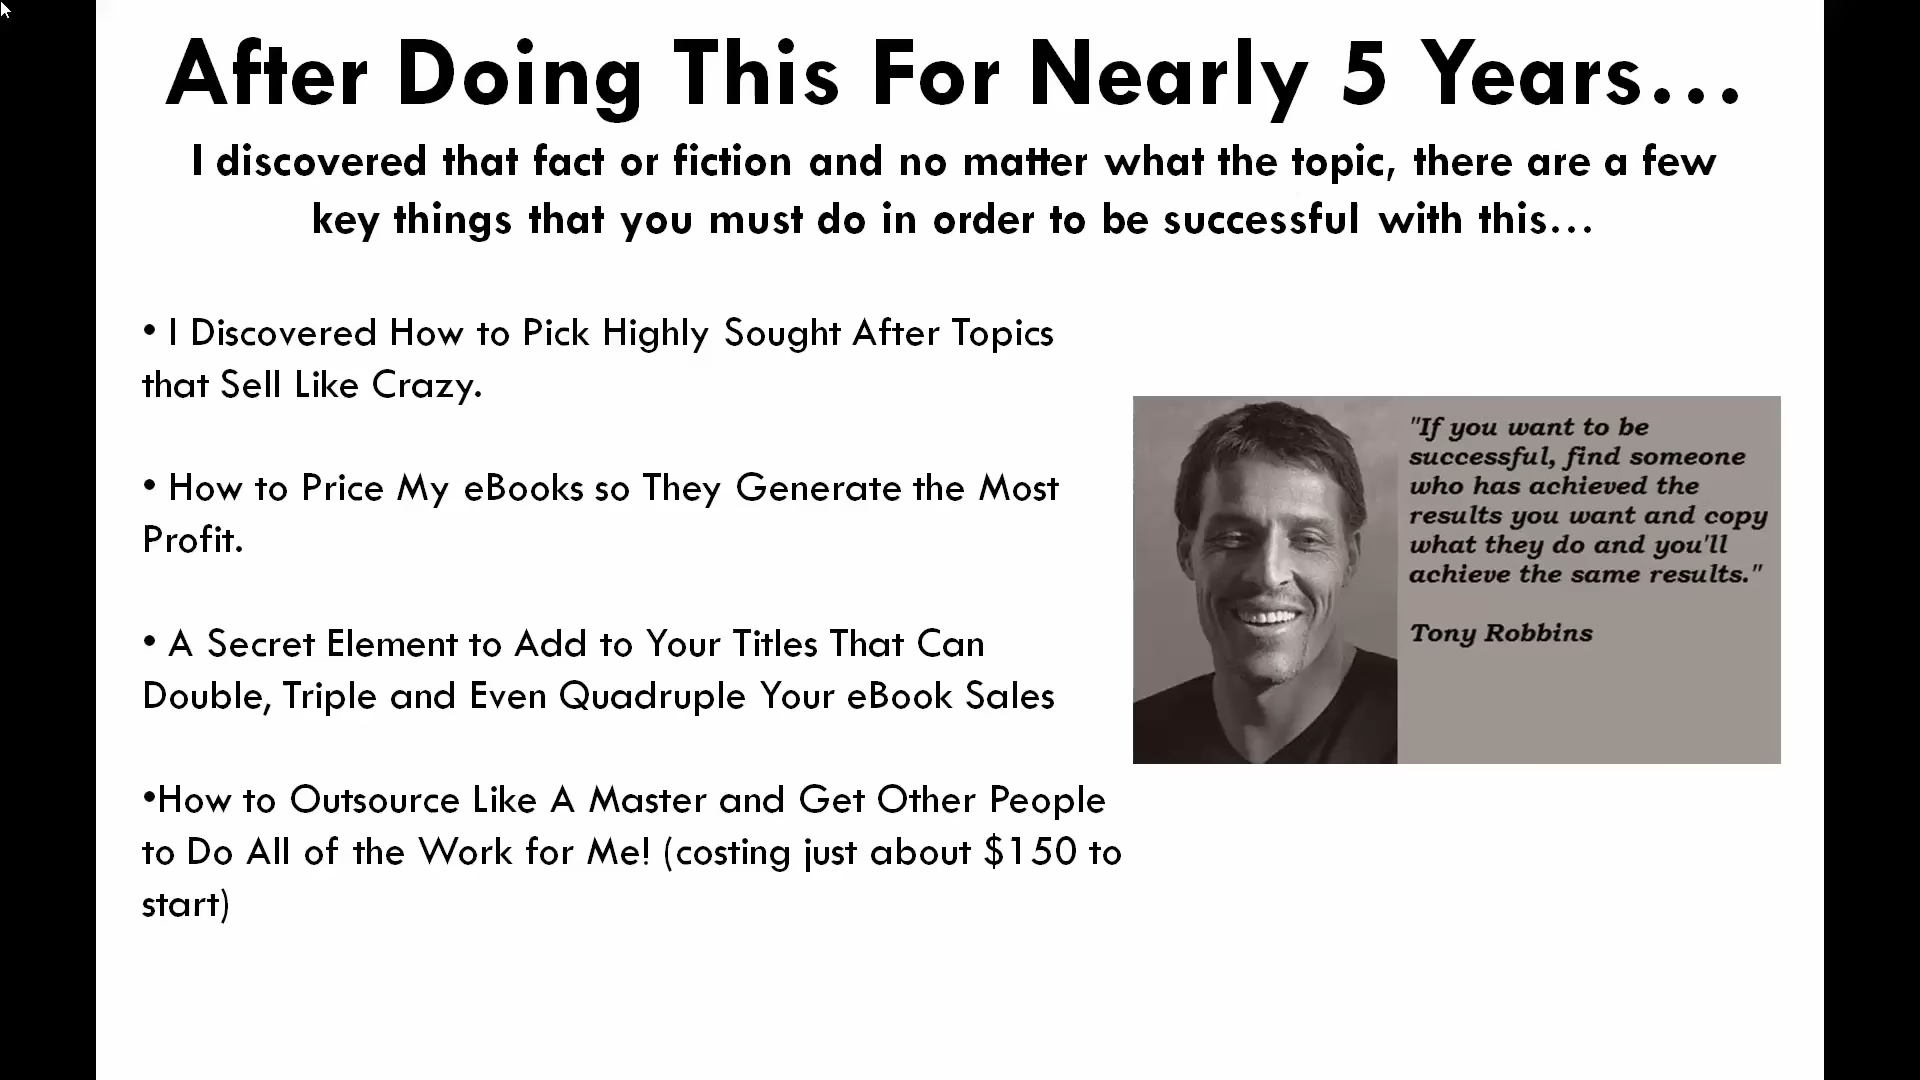 After Doing This For Nearly 5 Years...
I discovered that fact or fiction and no matter what the topic, there are a few
key things that you must do in order to be successful with this...
• I Discovered How to Pick Highly Sought After Topics
that Sell Like Crazy.
• How to Price My eBooks so They Generate the Most
Profit.
• A Secret Element to Add to Your Titles That Can
Double, Triple and Even Quadruple Your eBook Sales
•How to Outsource Like A Master and Get Other People
to Do All of the Work for Me! (costing just about $150 to
start)
"If you want to be
successful, find someone
who has achieved the
results you want and copy
what they do and you'll
achieve the same results."
Tony Robbins